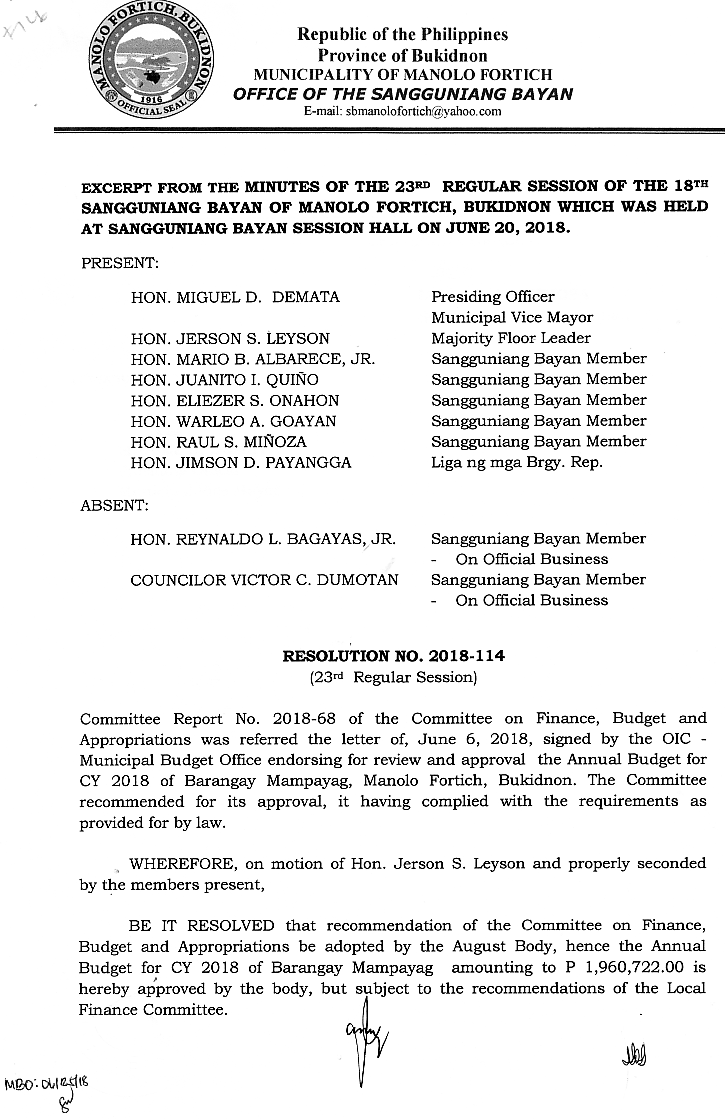 MANOLO FORTICH, BUKIDNON
1916
OFFICIAL SEAL
Republic of the Philippines
Province of Bukidnon
MUNICIPALITY OF MANOLO FORTICH
OFFICE OF THE SANGGUNIANG BAYAN
E-mail: sbmanolofortich@yahoo.com
EXCERPT FROM THE MINUTES OF THE 23RD REGULAR SESSION OF THE 18TH
SANGGUNIANG BAYAN OF MANOLO FORTICH, BUKIDNON WHICH WAS HELD
AT SANGGUNIANG BAYAN SESSION HALL ON JUNE 20, 2018.
PRESENT:
HON. MIGUEL D. DEMATA Presiding Officer
Municipal Vice Mayor
HON. JERSON S. LEYSON Majority Floor Leader
HON. MARIO B. ALBARECE, JR. Sangguniang Bayan Member
HON. JUANITO I. QUIÑO Sangguniang Bayan Member
HON. ELIEZER S. ONAHON Sangguniang Bayan Member
HON. WARLEO A. GOAYAN Sangguniang Bayan Member
HON. RAUL S. MIÑOZA Sangguniang Bayan Member
HON. JIMSON D. PAYANGGA Liga ng mga Brgy. Rep.
ABSENT:
HON. REYNALDO L. BAGAYAS, JR. Sangguniang Bayan Member
- On Official Business
COUNCILOR VICTOR C. DUMOTAN Sangguniang Bayan Member
- On Official Business
RESOLUTION NO. 2018-114
(23rd Regular Session)
Committee Report No. 2018-68 of the Committee on Finance, Budget and
Appropriations was referred the letter of, June 6, 2018, signed by the OIC -
Municipal Budget Office endorsing for review and approval the Annual Budget for
CY 2018 of Barangay Mampayag, Manolo Fortich, Bukidnon. The Committee
recommended for its approval, it having complied with the requirements as
provided for by law.
WHEREFORE, on motion of Hon. Jerson S. Leyson and properly seconded
by the members present,
BE IT RESOLVED that recommendation of the Committee on Finance,
Budget and Appropriations be adopted by the August Body, hence the Annual
Budget for CY 2018 of Barangay Mampayag amounting to P 1,960,722.00 is
hereby approved by the body, but subject to the recommendations of the Local
Finance Committee.
MBO: 06/25/18